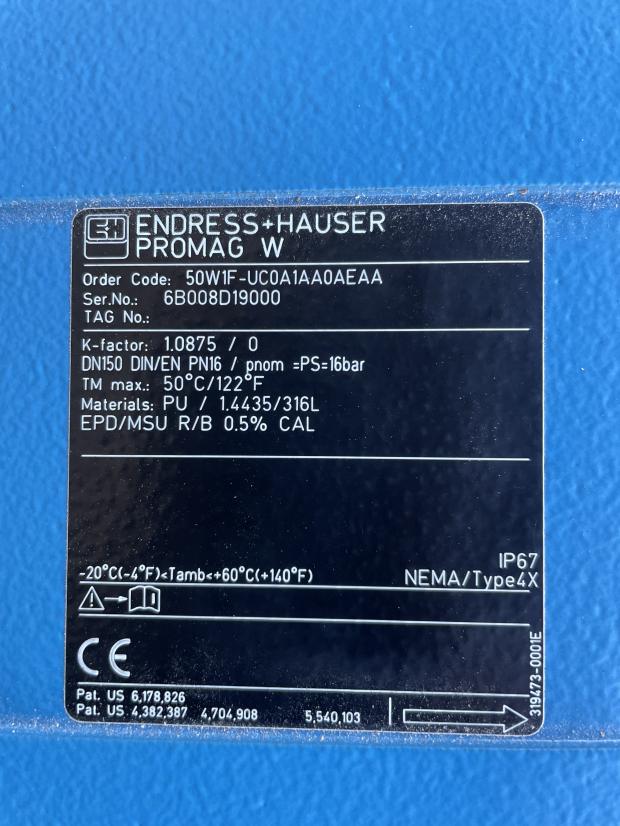 ENDRESS+HAUSER
PROMAG W
Order Code: 50W1F-UC0A1AA0AEAA
Ser.No.: 6B008D19000
TAG No.:
K-factor: 1.0875 / 0
DN150 DIN/EN PN16 / pnom =PS=16bar
TM max.: 50°C/122°F
Materials: PU / 1.4435/316L
EPD/MSU R/B 0.5% CAL
-20°C(-4°F)<Tamb<+60°C(+140°F)
IP67
NEMA/Type4X
CE
Pat. US 6,178,826
Pat. US 4,382,387 4,704,908 5,540,103
319473-0001E